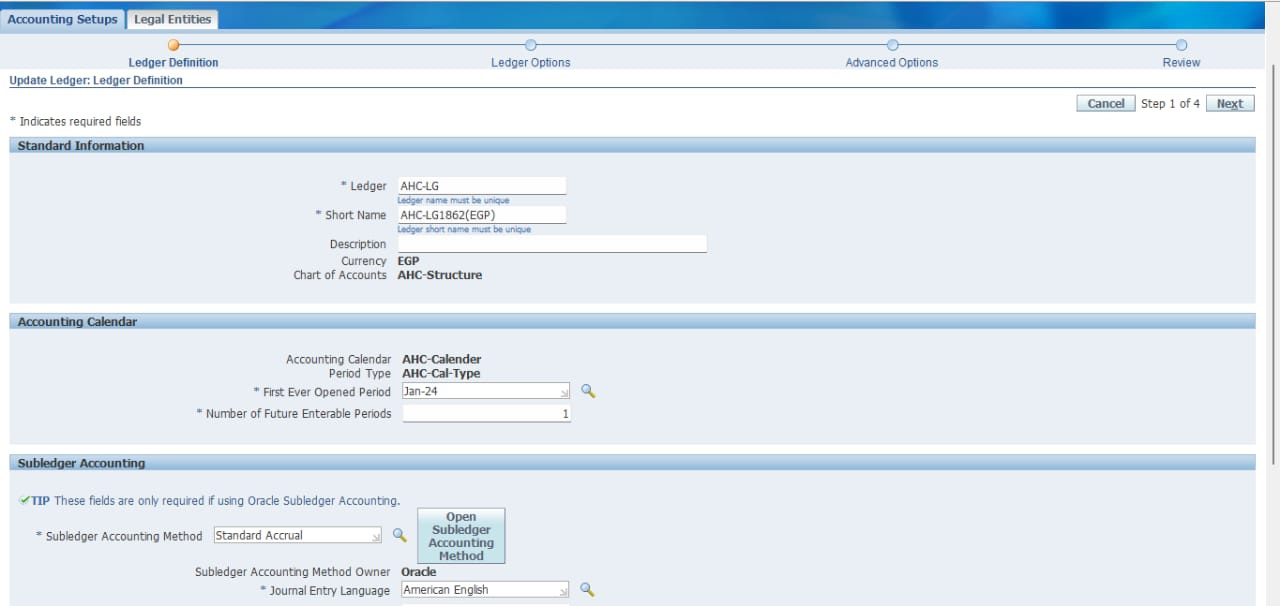 Accounting Setups Legal Entities
Ledger Definition Ledger Options Advanced Options Review
Update Ledger: Ledger Definition
Cancel Step 1 of 4 Next
* Indicates required fields
Standard Information
* Ledger AHC-LG
Ledger name must be unique
* Short Name AHC-LG1862(EGP)
Ledger short name must be unique
Description
Currency EGP
Chart of Accounts AHC-Structure
Accounting Calendar
Accounting Calendar AHC-Calender
Period Type AHC-Cal-Type
* First Ever Opened Period Jan-24
* Number of Future Enterable Periods 1
Subledger Accounting
TIP These fields are only required if using Oracle Subledger Accounting.
* Subledger Accounting Method Standard Accrual
Open
Subledger
Accounting
Method
Subledger Accounting Method Owner Oracle
* Journal Entry Language American English